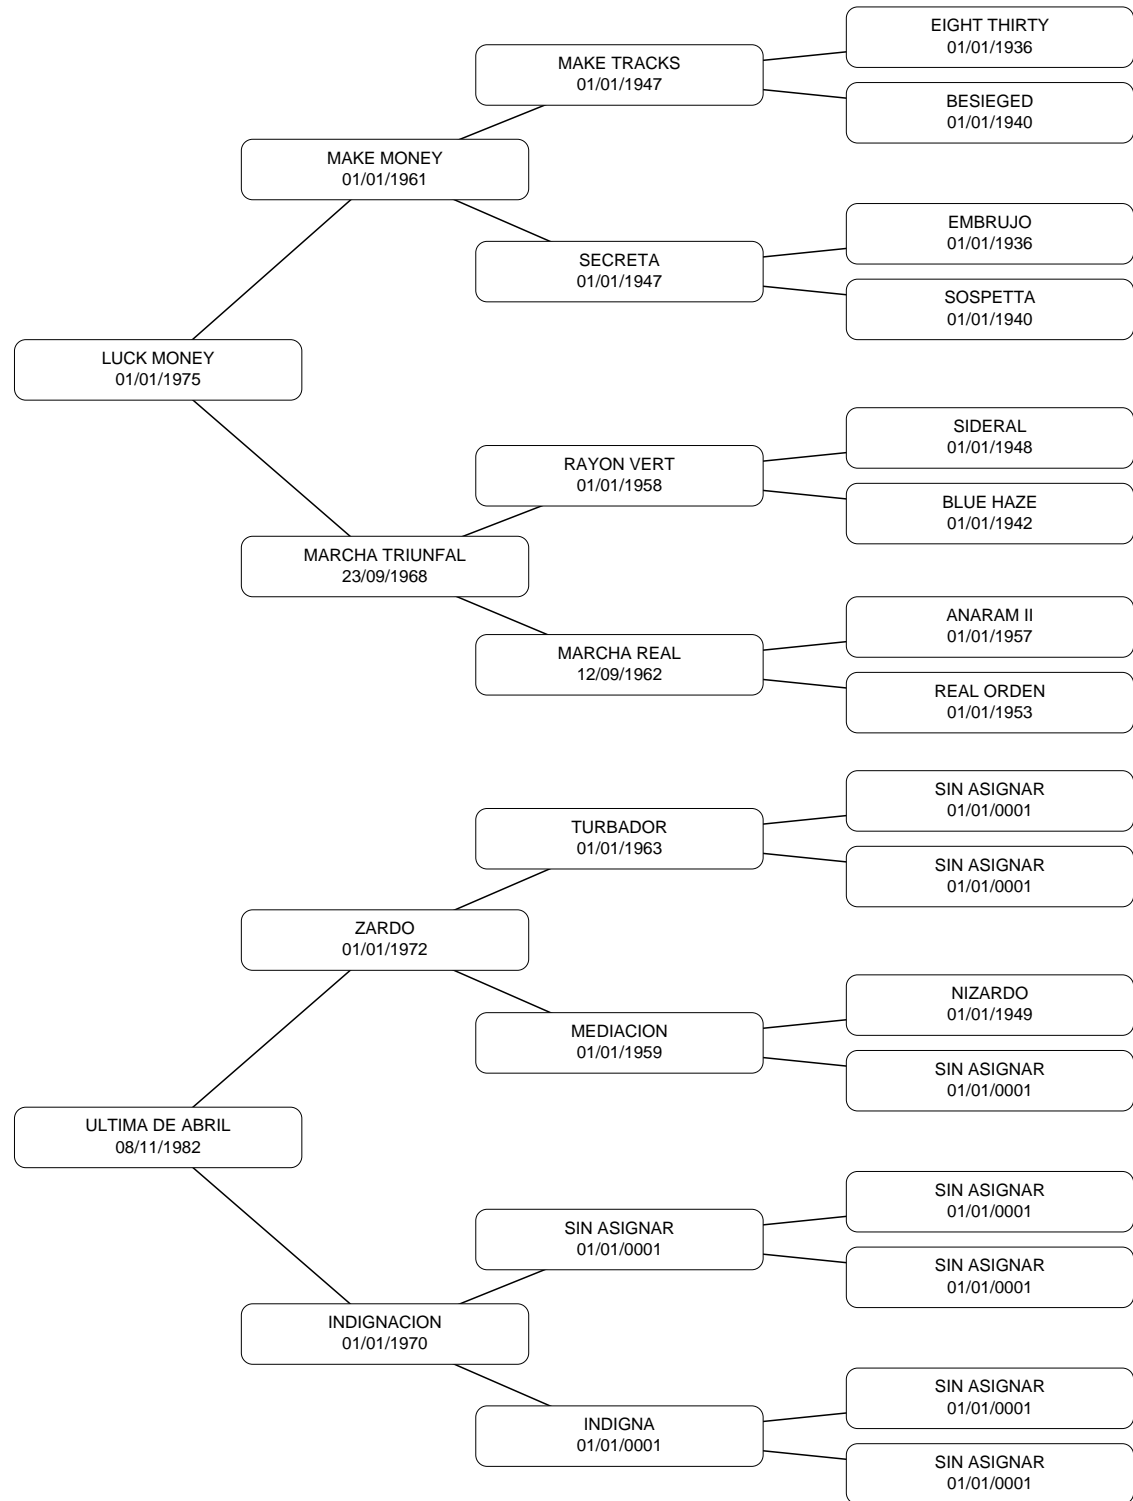 EIGHT THIRTY
01/01/1936
MAKE TRACKS
01/01/1947
BESIEGED
01/01/1940
MAKE MONEY
01/01/1961
EMBRUJO
01/01/1936
SECRETA
01/01/1947
SOSPETTA
01/01/1940
LUCK MONEY
01/01/1975
SIDERAL
01/01/1948
RAYON VERT
01/01/1958
BLUE HAZE
01/01/1942
MARCHA TRIUNFAL
23/09/1968
ANARAM II
01/01/1957
MARCHA REAL
12/09/1962
REAL ORDEN
01/01/1953
SIN ASIGNAR
01/01/0001
TURBADOR
01/01/1963
SIN ASIGNAR
01/01/0001
ZARDO
01/01/1972
NIZARDO
01/01/1949
MEDIACION
01/01/1959
SIN ASIGNAR
01/01/0001
ULTIMA DE ABRIL
08/11/1982
SIN ASIGNAR
01/01/0001
SIN ASIGNAR
01/01/0001
SIN ASIGNAR
01/01/0001
INDIGNACION
01/01/1970
SIN ASIGNAR
01/01/0001
INDIGNA
01/01/0001
SIN ASIGNAR
01/01/0001